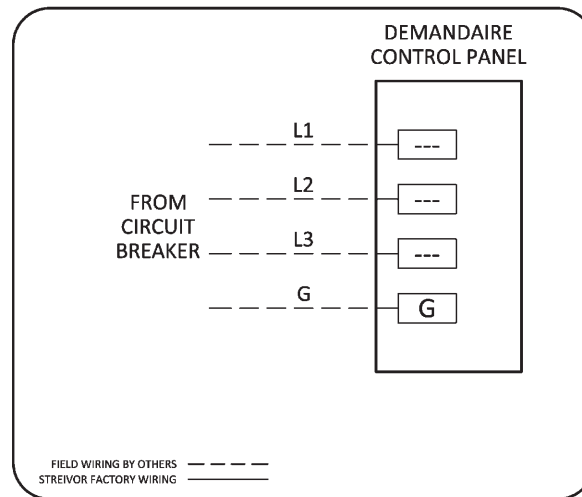 DEMANDAIRE
CONTROL PANEL
L1
---
L2
---
FROM
CIRCUIT
BREAKER
L3
---
G
G
FIELD WIRING BY OTHERS
STREIVOR FACTORY WIRING